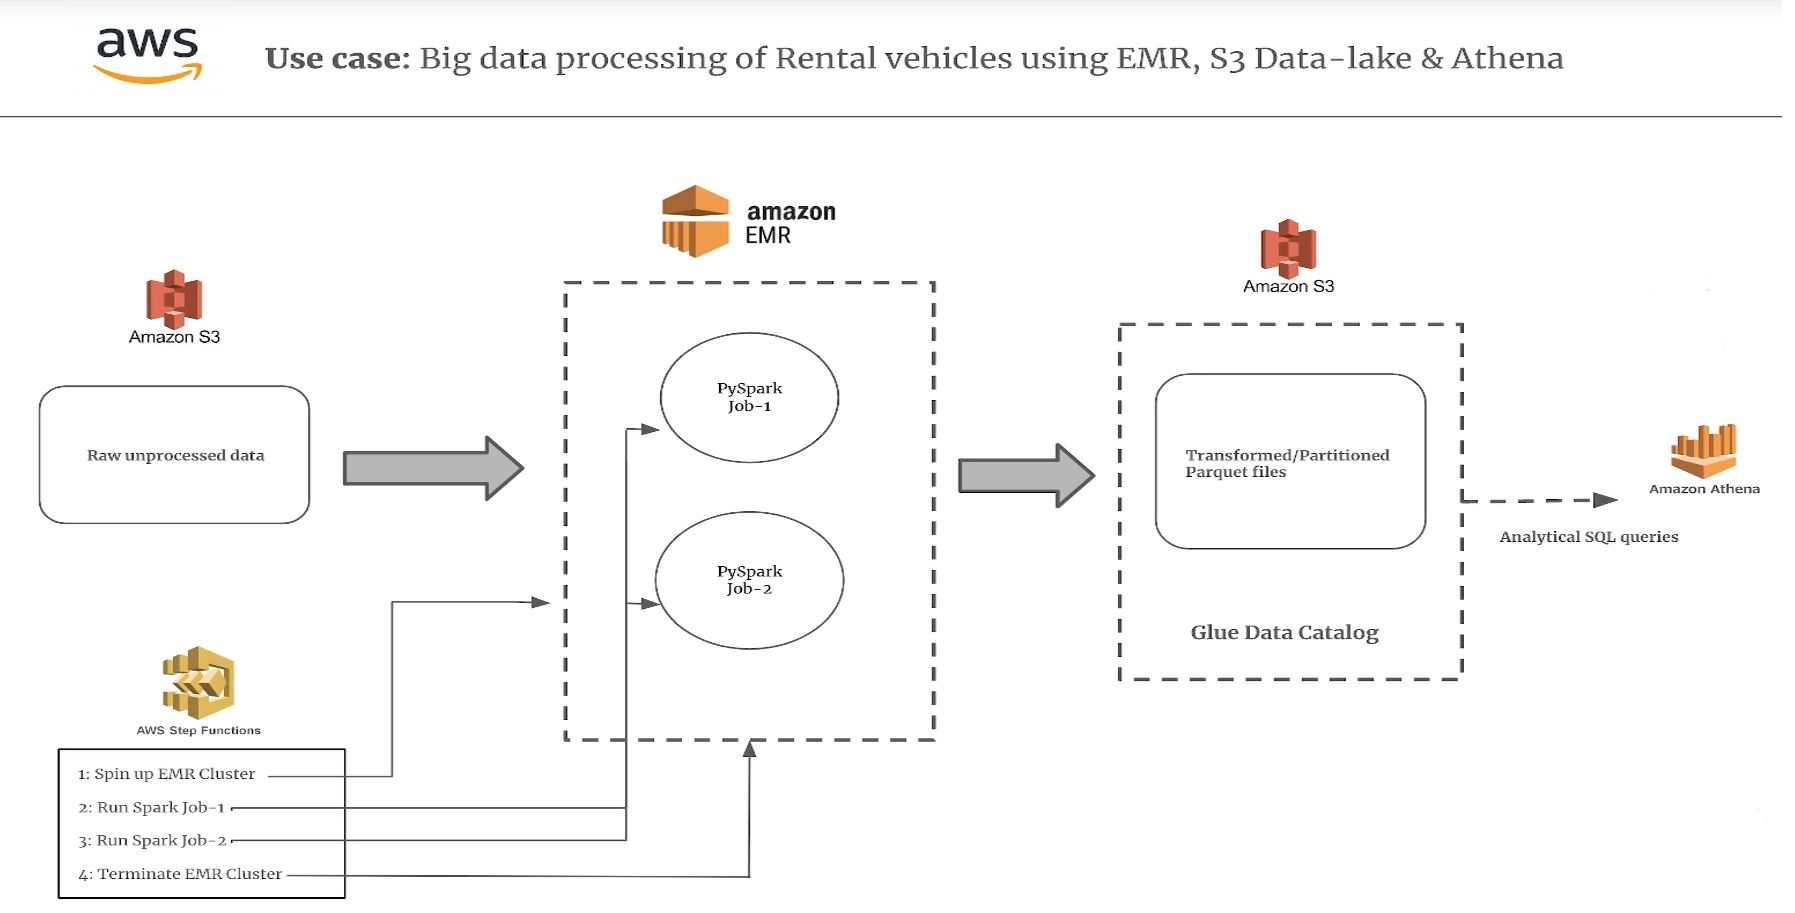 aws
Use case: Big data processing of Rental vehicles using EMR, S3 Data-lake & Athena
amazon
EMR
Amazon S3
Amazon S3
PySpark
Job-1
Raw unprocessed data
Transformed/Partitioned
Parquet files
Amazon Athena
Analytical SQL queries
PySpark
Job-2
Glue Data Catalog
AWS Step Functions
1: Spin up EMR Cluster
2: Run Spark Job-1
3: Run Spark Job-2
4: Terminate EMR Cluster